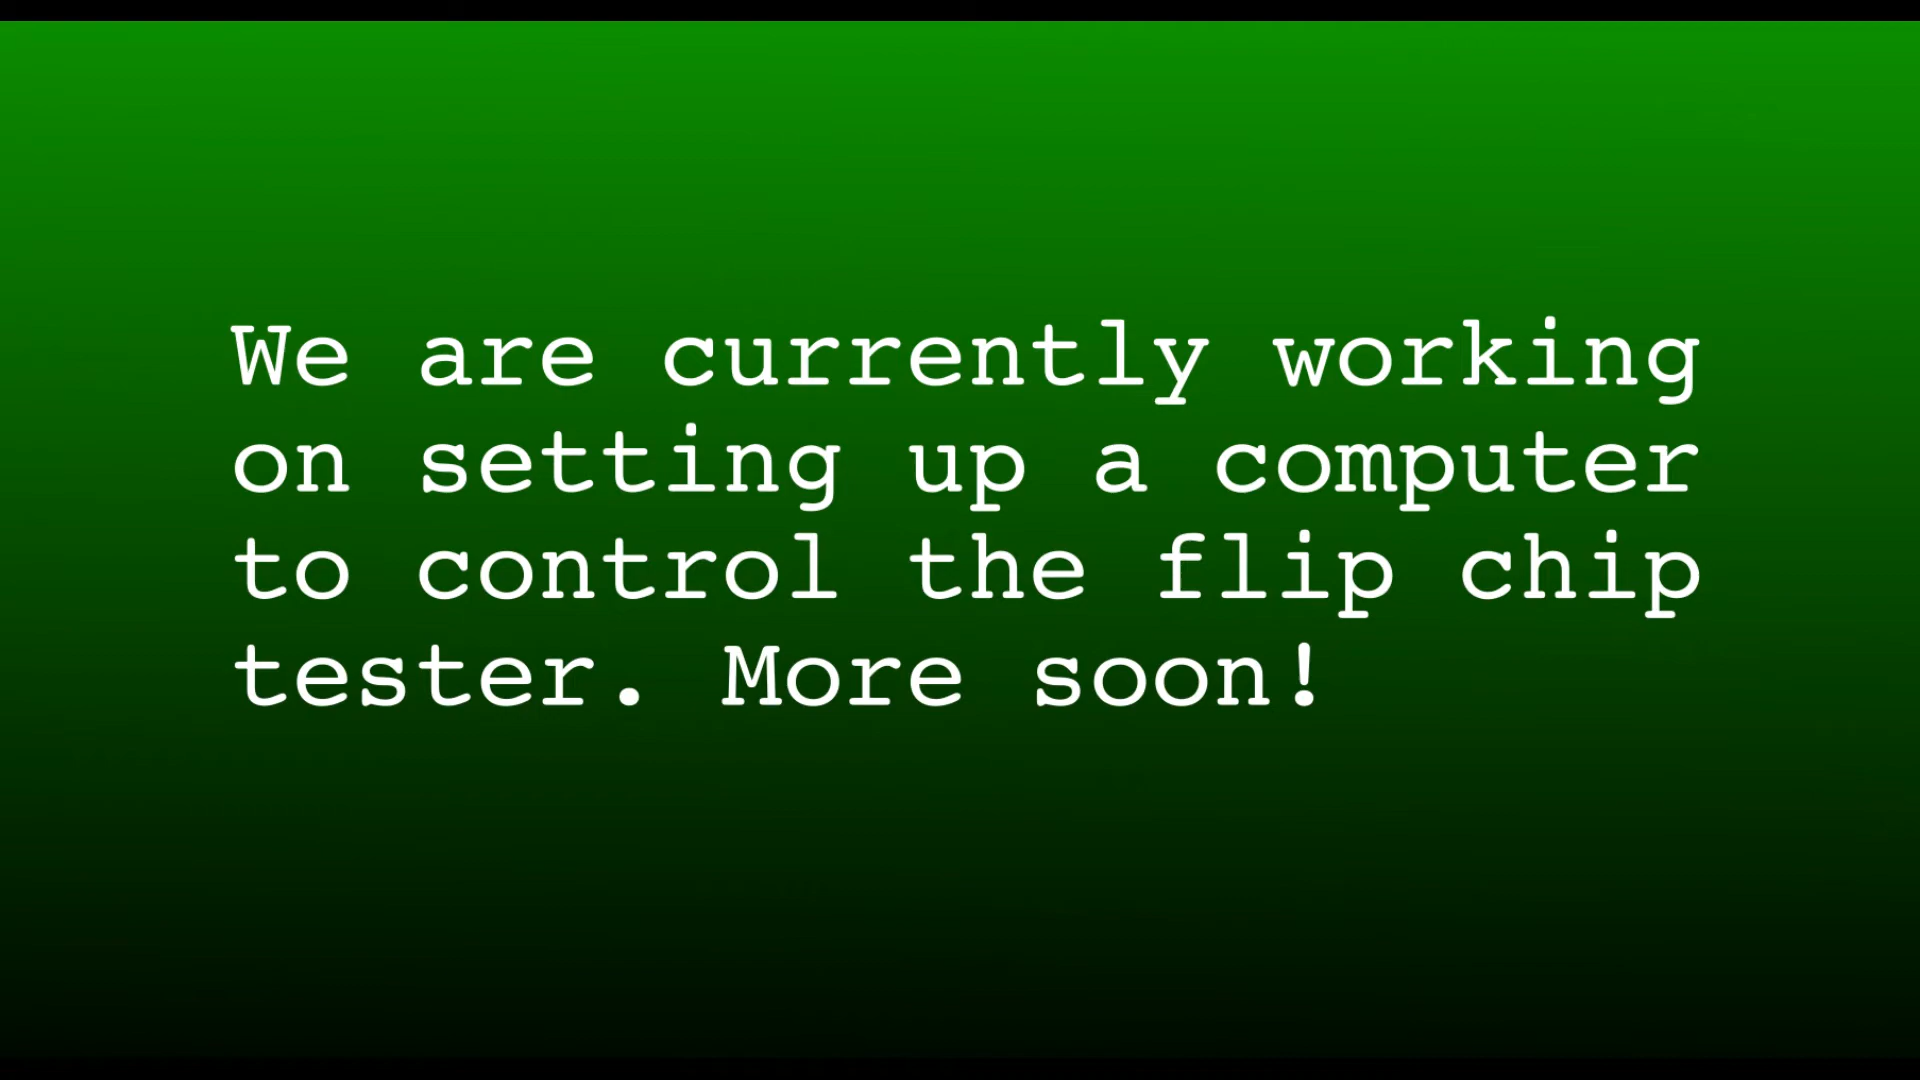 We are currently working
on setting up a computer
to control the flip chip
tester. More soon!